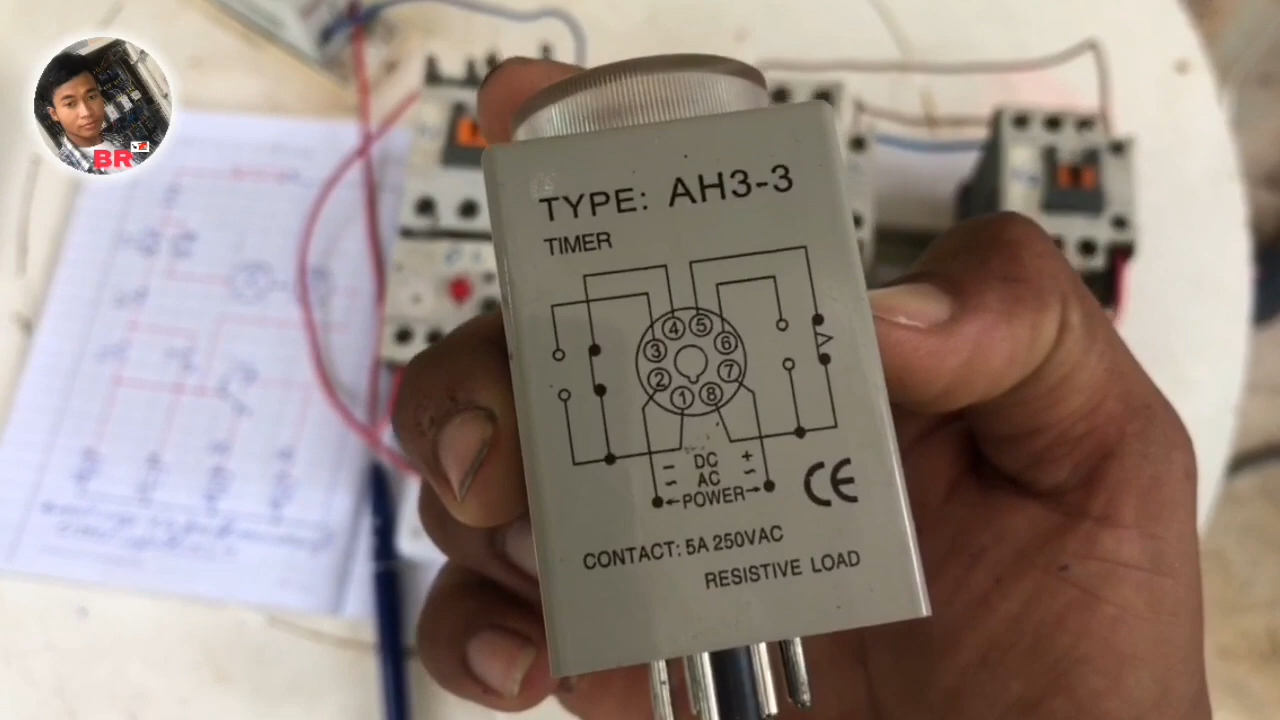 BR
TYPE: AH3-3
TIMER
4 5
3 6
2 7
1 8
- DC +
~ AC ~
←POWER→
CE
CONTACT: 5A 250VAC
RESISTIVE LOAD